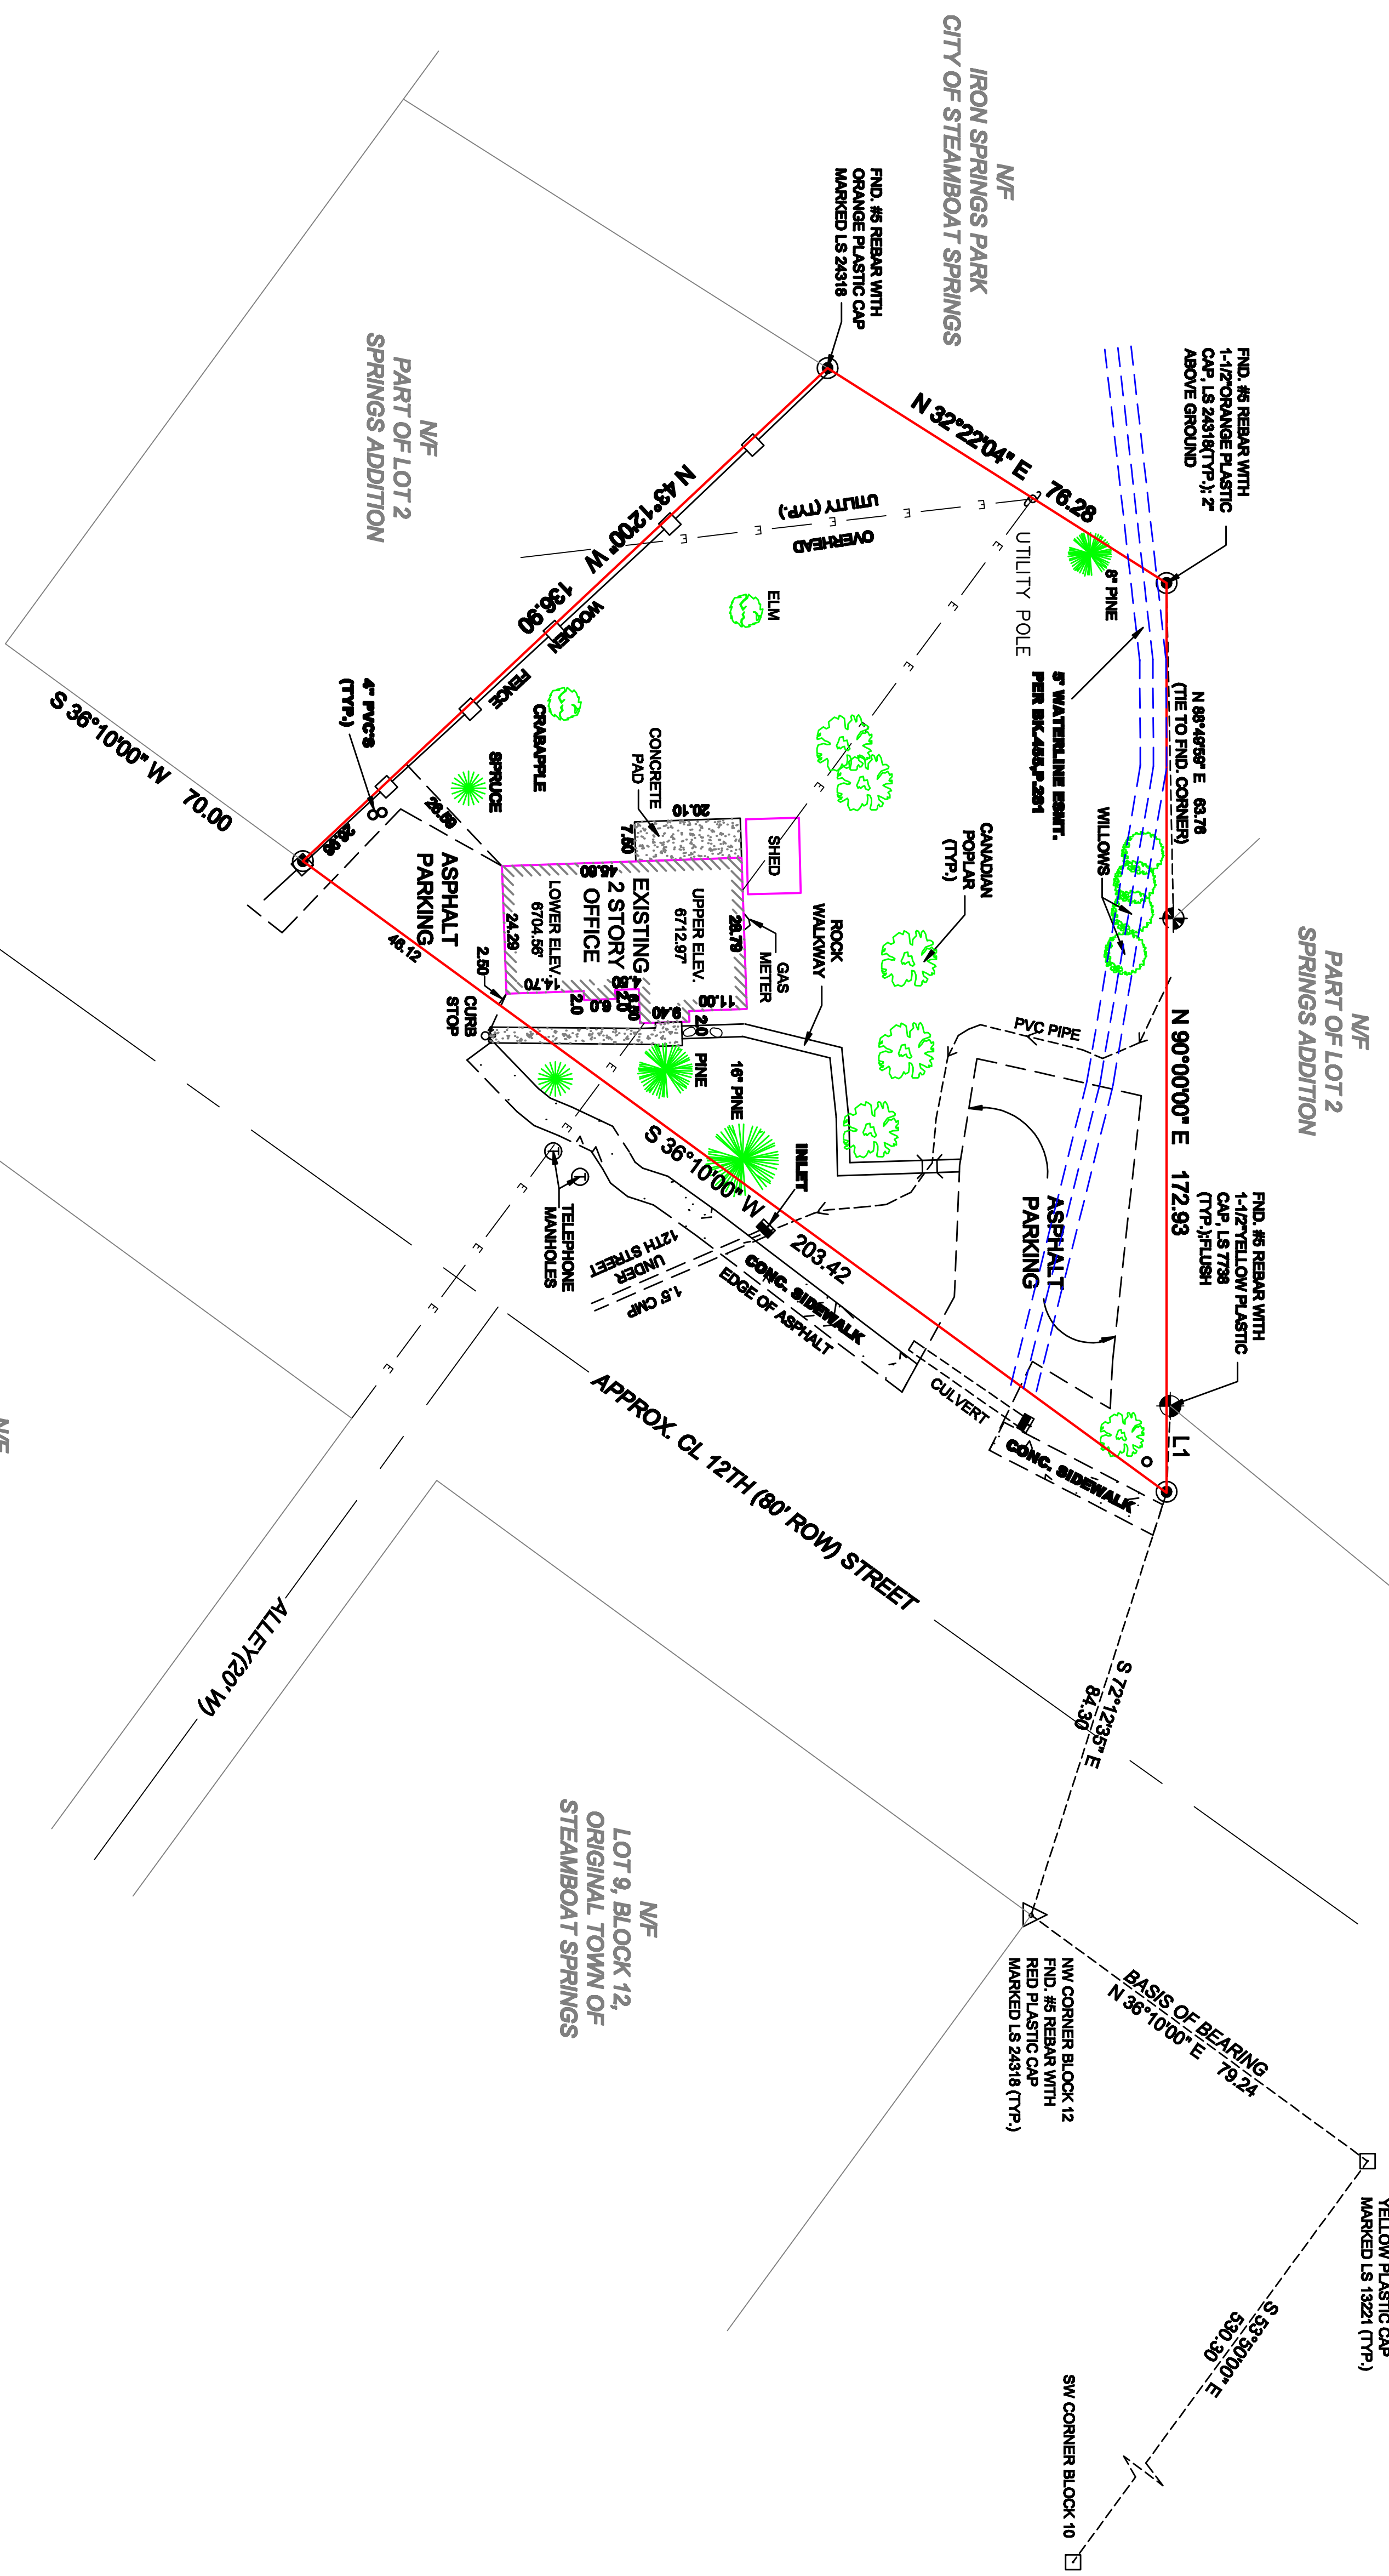 N/F
IRON SPRINGS PARK
CITY OF STEAMBOAT SPRINGS
FND. #5 REBAR WITH
ORANGE PLASTIC CAP
MARKED LS 24318
FND. #5 REBAR WITH
1-1/2"ORANGE PLASTIC
CAP, LS 24318(TYP.); 2"
ABOVE GROUND
N/F
PART OF LOT 2
SPRINGS ADDITION
N 32°22'04" E 76.28
N 43°12'00" W 136.90
OVERHEAD
UTILITY (TYP.)
UTILITY POLE
8" PINE
ELM
WOODEN
FENCE
CRABAPPLE
SPRUCE
4" PVC'S
(TYP.)
S 36°10'00" W 70.00
N 88°49'59" E 63.76
(TIE TO FND. CORNER)
5' WATERLINE ESMT.
PER BK.455,P.281
WILLOWS
N/F
PART OF LOT 2
SPRINGS ADDITION
CONCRETE
PAD
20.10
7.50
SHED
CANADIAN
POPLAR
(TYP.)
ROCK
WALKWAY
GAS
METER
UPPER ELEV.
6712.97'
EXISTING
2 STORY
OFFICE
LOWER ELEV.
6704.56'
28.79
24.29
14.70
2.0
2.0
9.40
2.0
11.00
2.50
46.12
ASPHALT
PARKING
CURB
STOP
PVC PIPE
N 90°00'00" E 172.93
PINE
16" PINE
INLET
S 36°10'00" W 203.42
ASPHALT
PARKING
FND. #5 REBAR WITH
1-1/2"YELLOW PLASTIC
CAP, LS 7738
(TYP.);FLUSH
L1
TELEPHONE
MANHOLES
1.5' CMP
UNDER
12TH STREET
CONC. SIDEWALK
EDGE OF ASPHALT
CULVERT
CONC. SIDEWALK
APPROX. CL 12TH (80' ROW) STREET
ALLEY(20' W)
N/F
S 72°12'35" E
84.30
N/F
LOT 9, BLOCK 12,
ORIGINAL TOWN OF
STEAMBOAT SPRINGS
NW CORNER BLOCK 12
FND. #5 REBAR WITH
RED PLASTIC CAP
MARKED LS 24318 (TYP.)
BASIS OF BEARING
N 36°10'00" E 79.24
YELLOW PLASTIC CAP
MARKED LS 13221 (TYP.)
S 53°50'00" E
530.30
SW CORNER BLOCK 10